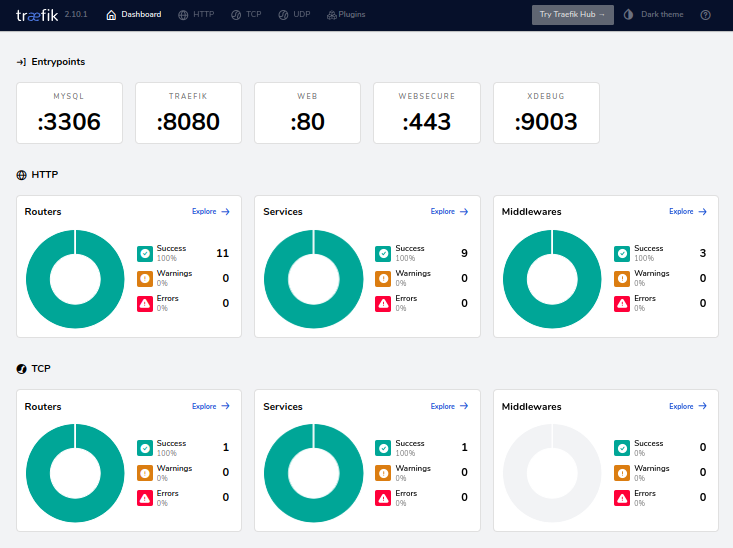 træfik 2.10.1 Dashboard HTTP TCP UDP Plugins Try Traefik Hub → Dark theme
Entrypoints
MYSQL TRAEFIK WEB WEBSECURE XDEBUG
:3306 :8080 :80 :443 :9003
HTTP
Routers Explore
Success 11
100%
Warnings 0
0%
Errors 0
0%
Services Explore
Success 9
100%
Warnings 0
0%
Errors 0
0%
Middlewares Explore
Success 3
100%
Warnings 0
0%
Errors 0
0%
TCP
Routers Explore
Success 1
100%
Warnings 0
0%
Errors 0
0%
Services Explore
Success 1
100%
Warnings 0
0%
Errors 0
0%
Middlewares Explore
Success 0
0%
Warnings 0
0%
Errors 0
0%